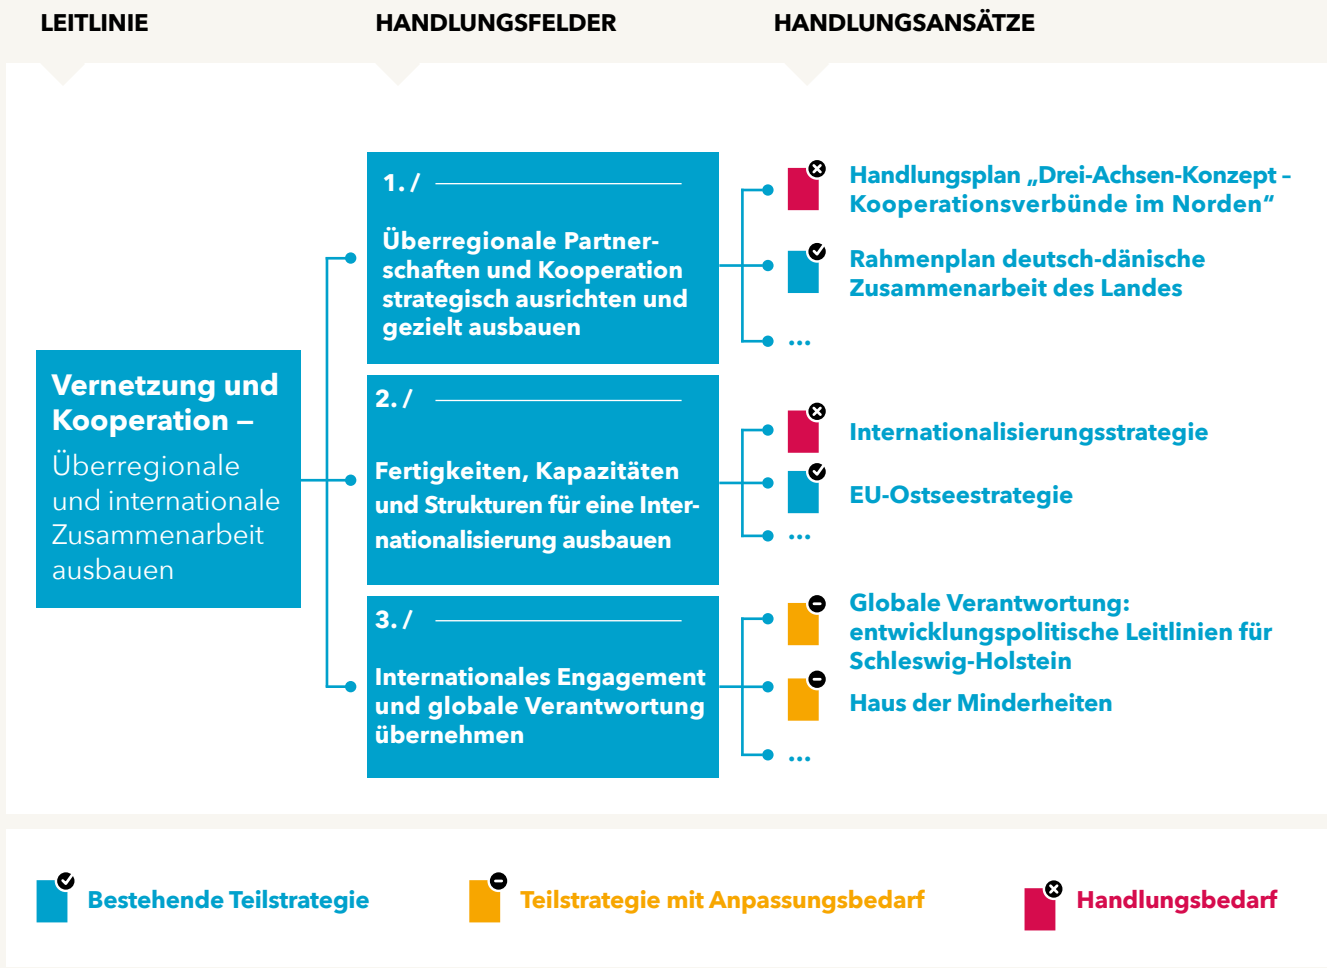 LEITLINIE
HANDLUNGSFELDER
HANDLUNGSANSÄTZE
Vernetzung und
Kooperation –
Überregionale
und internationale
Zusammenarbeit
ausbauen
1. /
Überregionale Partner-
schaften und Kooperation
strategisch ausrichten und
gezielt ausbauen
Handlungsplan „Drei-Achsen-Konzept –
Kooperationsverbünde im Norden“
Rahmenplan deutsch-dänische
Zusammenarbeit des Landes
...
2. /
Fertigkeiten, Kapazitäten
und Strukturen für eine Inter-
nationalisierung ausbauen
Internationalisierungsstrategie
EU-Ostseestrategie
...
3. /
Internationales Engagement
und globale Verantwortung
übernehmen
Globale Verantwortung:
entwicklungspolitische Leitlinien für
Schleswig-Holstein
Haus der Minderheiten
...
Bestehende Teilstrategie
Teilstrategie mit Anpassungsbedarf
Handlungsbedarf